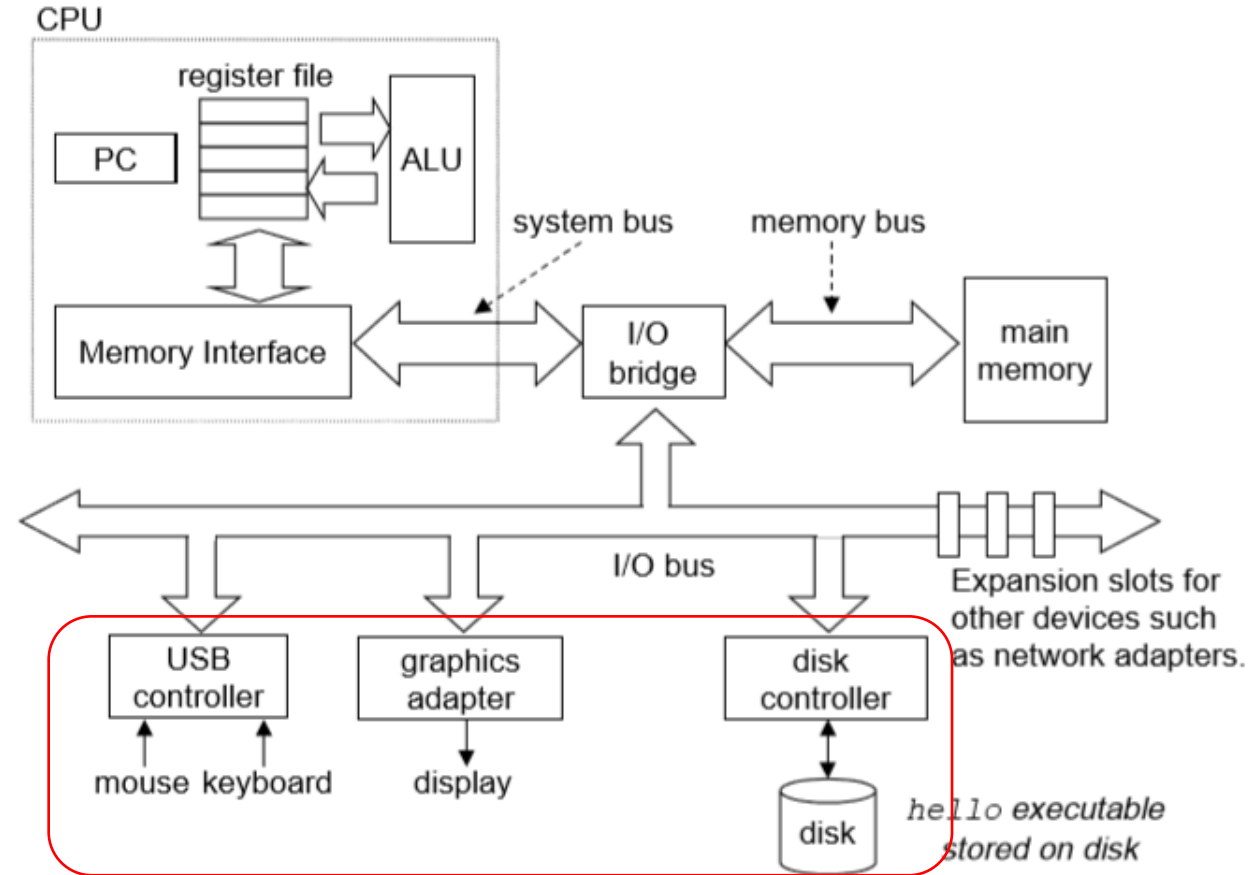 CPU
register file
PC
ALU
system bus
memory bus
Memory Interface
I/O
bridge
main
memory
I/O bus
Expansion slots for
other devices such
as network adapters.
USB
controller
graphics
adapter
disk
controller
mouse keyboard
display
disk
hello executable
stored on disk